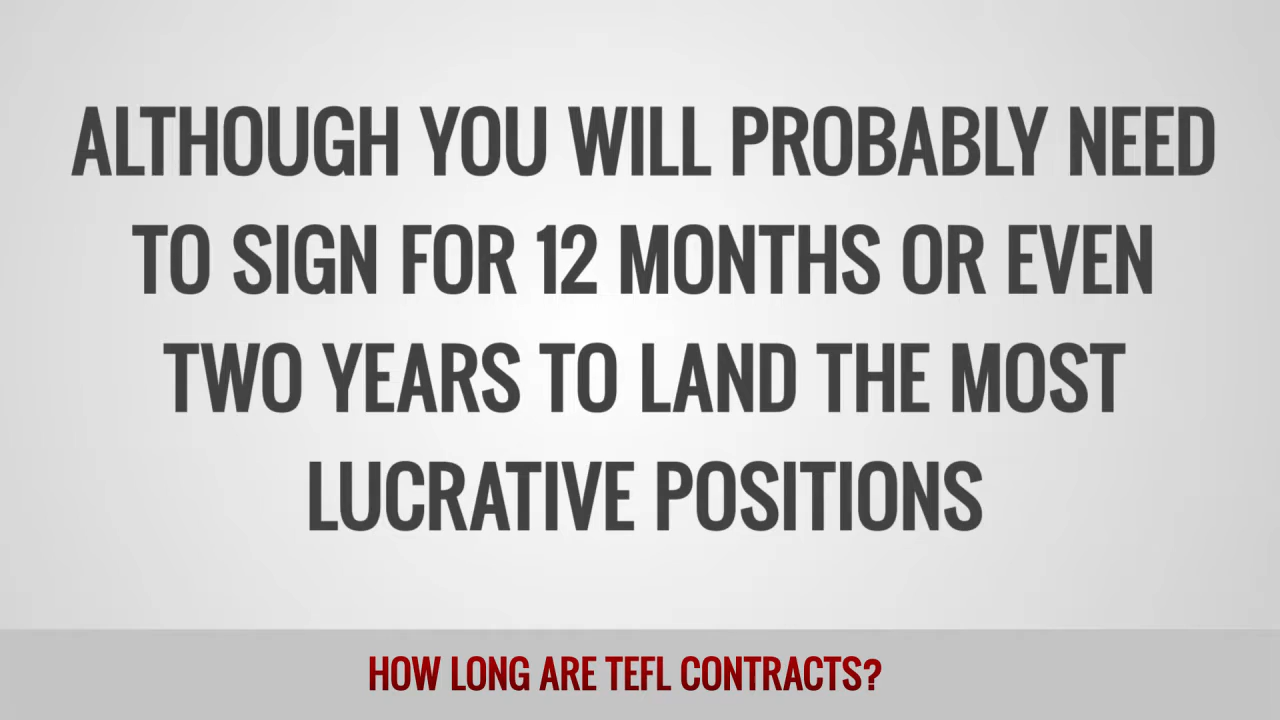 ALTHOUGH YOU WILL PROBABLY NEED
TO SIGN FOR 12 MONTHS OR EVEN
TWO YEARS TO LAND THE MOST
LUCRATIVE POSITIONS
HOW LONG ARE TEFL CONTRACTS?